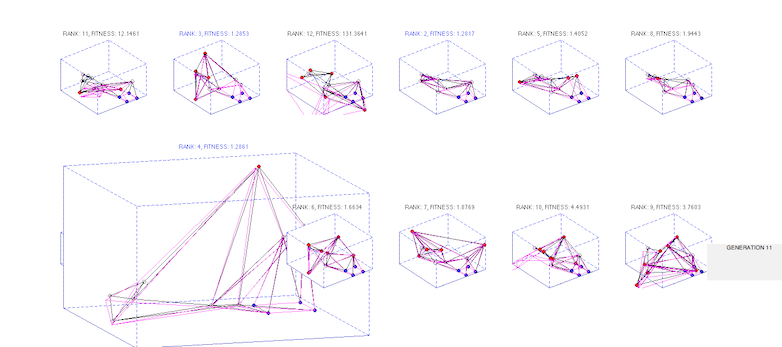 RANK: 11, FITNESS: 12.1461
RANK: 3, FITNESS: 1.2853
RANK: 12, FITNESS: 131.3841
RANK: 2, FITNESS: 1.2817
RANK: 5, FITNESS: 1.4052
RANK: 8, FITNESS: 1.9443
RANK: 4, FITNESS: 1.2881
RANK: 6, FITNESS: 1.6634
RANK: 7, FITNESS: 1.8769
RANK: 10, FITNESS: 4.4931
RANK: 9, FITNESS: 3.7603
GENERATION 11